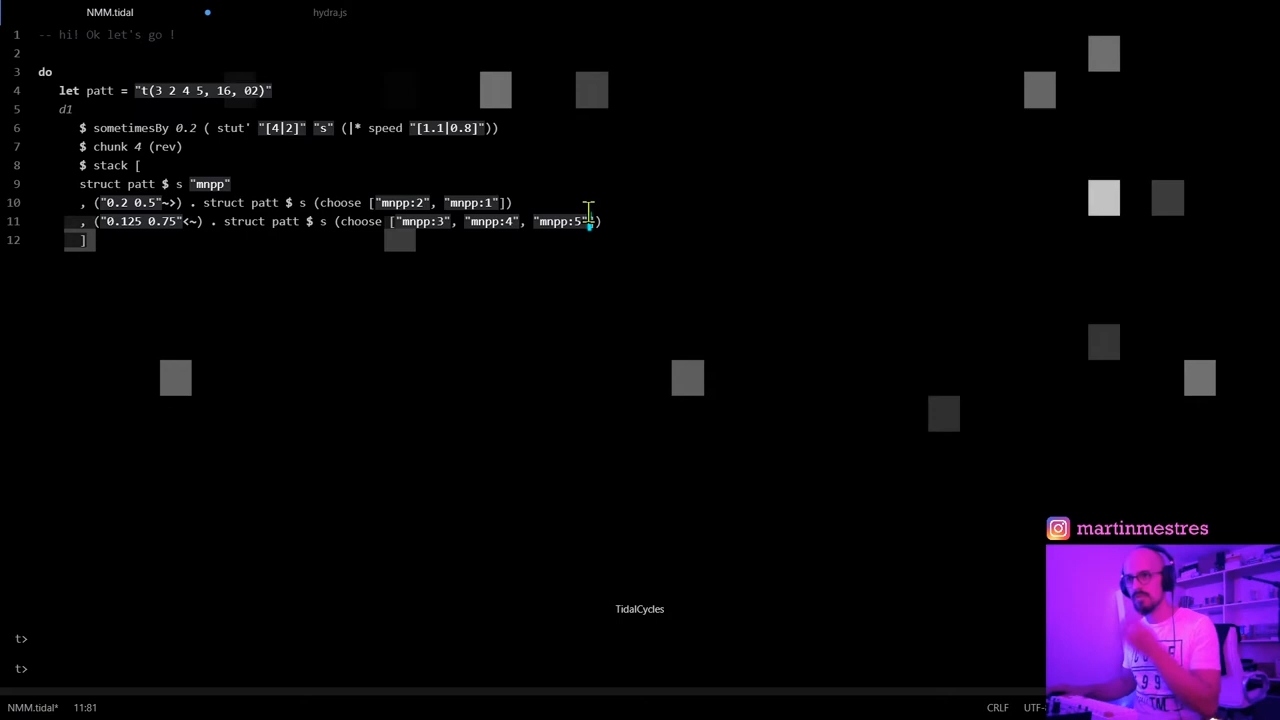 NMM.tidal
hydra.js
1 -- hi! Ok let's go !
2
3 do
4 let patt = "t(3 2 4 5, 16, 02)"
5 d1
6 $ sometimesBy 0.2 ( stut' "[4|2]" "s" (|* speed "[1.1|0.8]"))
7 $ chunk 4 (rev)
8 $ stack [
9 struct patt $ s "mnpp"
10 , ("0.2 0.5"~>) . struct patt $ s (choose ["mnpp:2", "mnpp:1"])
11 , ("0.125 0.75"<~) . struct patt $ s (choose ["mnpp:3", "mnpp:4", "mnpp:5"])
12 ]
martinmestres
TidalCycles
t>
t>
NMM.tidal* 11:81 CRLF UTF-